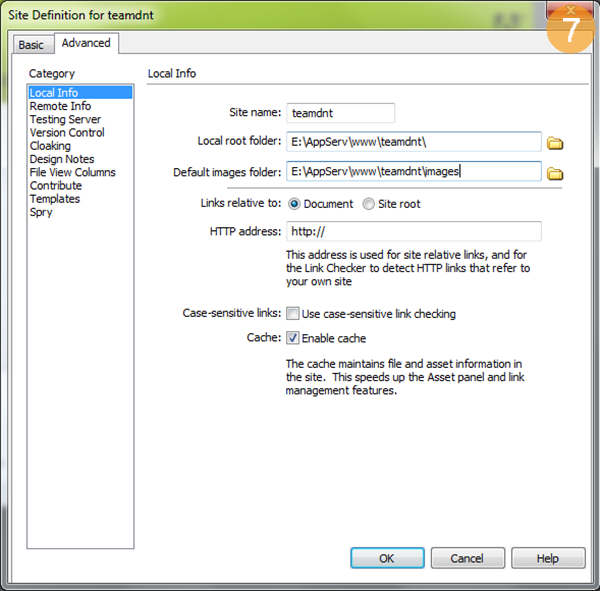 Site Definition for teamdnt
7
Basic
Advanced
Category
Local Info
Local Info
Remote Info
Testing Server
Version Control
Cloaking
Design Notes
File View Columns
Contribute
Templates
Spry
Site name: teamdnt
Local root folder: E:\AppServ\www\teamdnt\
Default images folder: E:\AppServ\www\teamdnt\images
Links relative to: Document Site root
HTTP address: http://
This address is used for site relative links, and for
the Link Checker to detect HTTP links that refer to
your own site
Case-sensitive links: Use case-sensitive link checking
Cache: Enable cache
The cache maintains file and asset information in
the site. This speeds up the Asset panel and link
management features.
OK Cancel Help